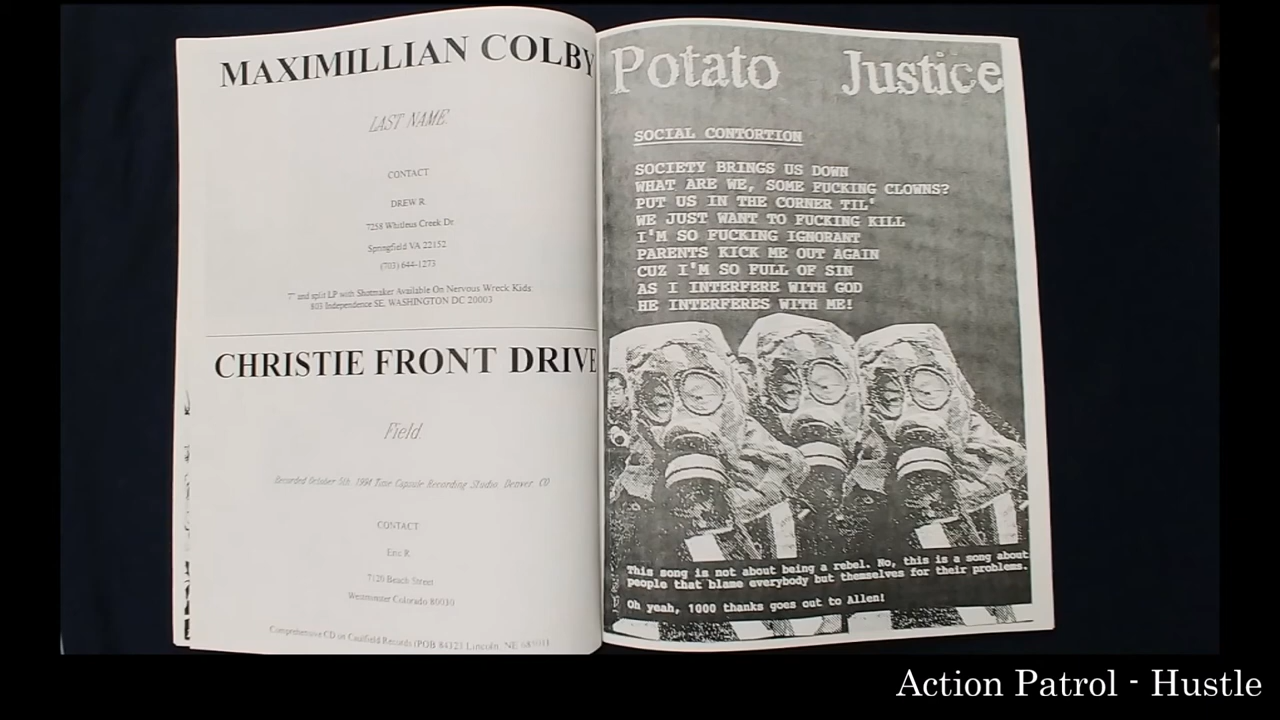 MAXIMILLIAN COLBY
LAST NAME.
CONTACT
DREW R.
7258 Whitleus Creek Dr
Springfield VA 22152
(703) 644-1273
7" and split LP with Shotmaker Available On Nervous Wreck Kids
803 Independence SE, WASHINGTON DC 20003
CHRISTIE FRONT DRIVE
Field.
Recorded October 5th, 1994 Time Capsule Recording Studio. Denver, CO
CONTACT:
Eric R.
7120 Beach Street
Westminster Colorado 80030
Comprehensive CD on Caulfield Records (POB 84323 Lincoln, NE 68501)
Potato Justice
SOCIAL CONTORTION
SOCIETY BRINGS US DOWN
WHAT ARE WE, SOME FUCKING CLOWNS?
PUT US IN THE CORNER TIL'
WE JUST WANT TO FUCKING KILL
I'M SO FUCKING IGNORANT
PARENTS KICK ME OUT AGAIN
CUZ I'M SO FULL OF SIN
AS I INTERFERE WITH GOD
HE INTERFERES WITH ME!
This song is not about being a rebel. No, this is a song about
people that blame everybody but themselves for their problems.
Oh yeah, 1000 thanks goes out to Allen!
Action Patrol - Hustle